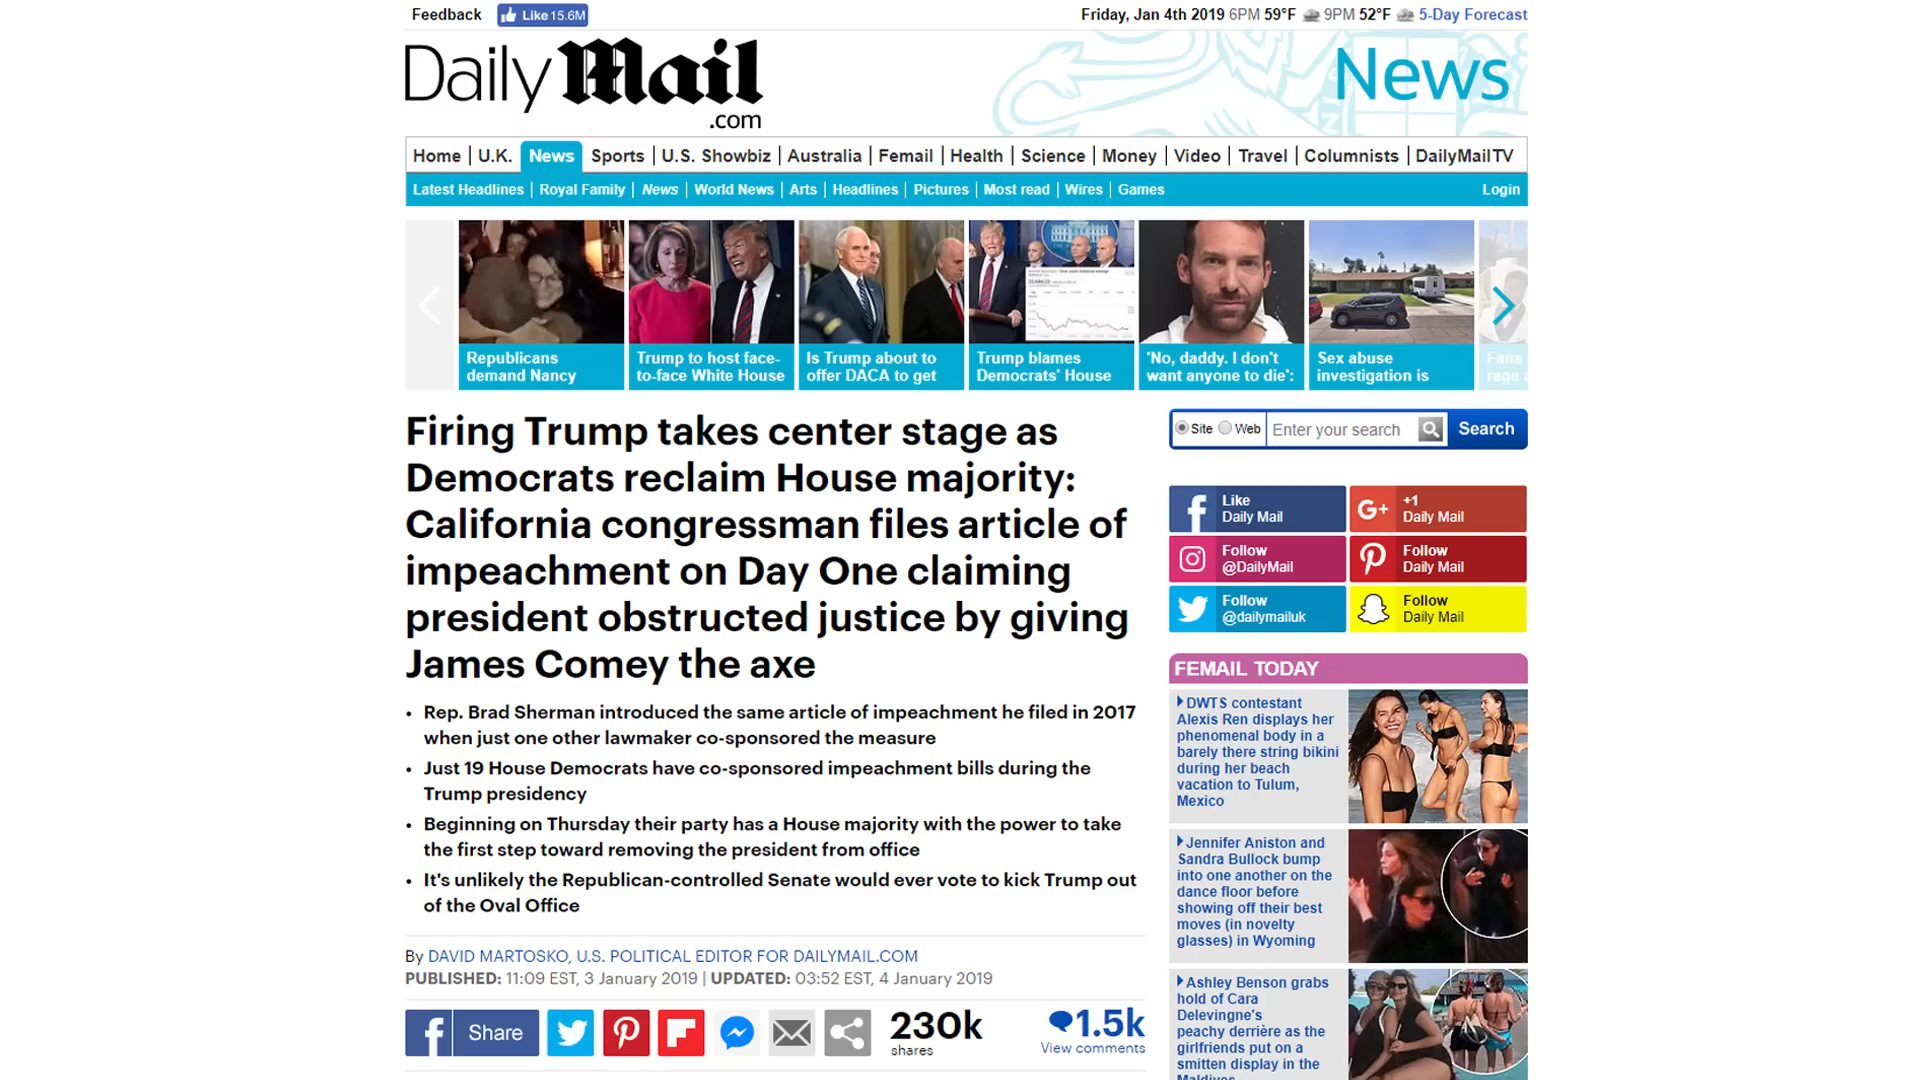 Feedback Like 15.6M Friday, Jan 4th 2019 6PM 59°F 9PM 52°F 5-Day Forecast
Daily Mail
.com
News
Home U.K. News Sports U.S. Showbiz Australia Femail Health Science Money Video Travel Columnists DailyMailTV
Latest Headlines Royal Family News World News Arts Headlines Pictures Most read Wires Games Login
Republicans
demand Nancy
Trump to host face-
to-face White House
Is Trump about to
offer DACA to get
Trump blames
Democrats' House
'No, daddy. I don't
want anyone to die':
Sex abuse
investigation is
Fans
rage
Firing Trump takes center stage as
Democrats reclaim House majority:
California congressman files article of
impeachment on Day One claiming
president obstructed justice by giving
James Comey the axe
• Rep. Brad Sherman introduced the same article of impeachment he filed in 2017
when just one other lawmaker co-sponsored the measure
• Just 19 House Democrats have co-sponsored impeachment bills during the
Trump presidency
• Beginning on Thursday their party has a House majority with the power to take
the first step toward removing the president from office
• It's unlikely the Republican-controlled Senate would ever vote to kick Trump out
of the Oval Office
By DAVID MARTOSKO, U.S. POLITICAL EDITOR FOR DAILYMAIL.COM
PUBLISHED: 11:09 EST, 3 January 2019 | UPDATED: 03:52 EST, 4 January 2019
Share
230k
shares
1.5k
View comments
Site Web Enter your search Search
Like
Daily Mail
+1
Daily Mail
Follow
@DailyMail
Follow
Daily Mail
Follow
@dailymailuk
Follow
Daily Mail
FEMAIL TODAY
DWTS contestant
Alexis Ren displays her
phenomenal body in a
barely there string bikini
during her beach
vacation to Tulum,
Mexico
Jennifer Aniston and
Sandra Bullock bump
into one another on the
dance floor before
showing off their best
moves (in novelty
glasses) in Wyoming
Ashley Benson grabs
hold of Cara
Delevingne's
peachy derrière as the
girlfriends put on a
smitten display in the
Maldives